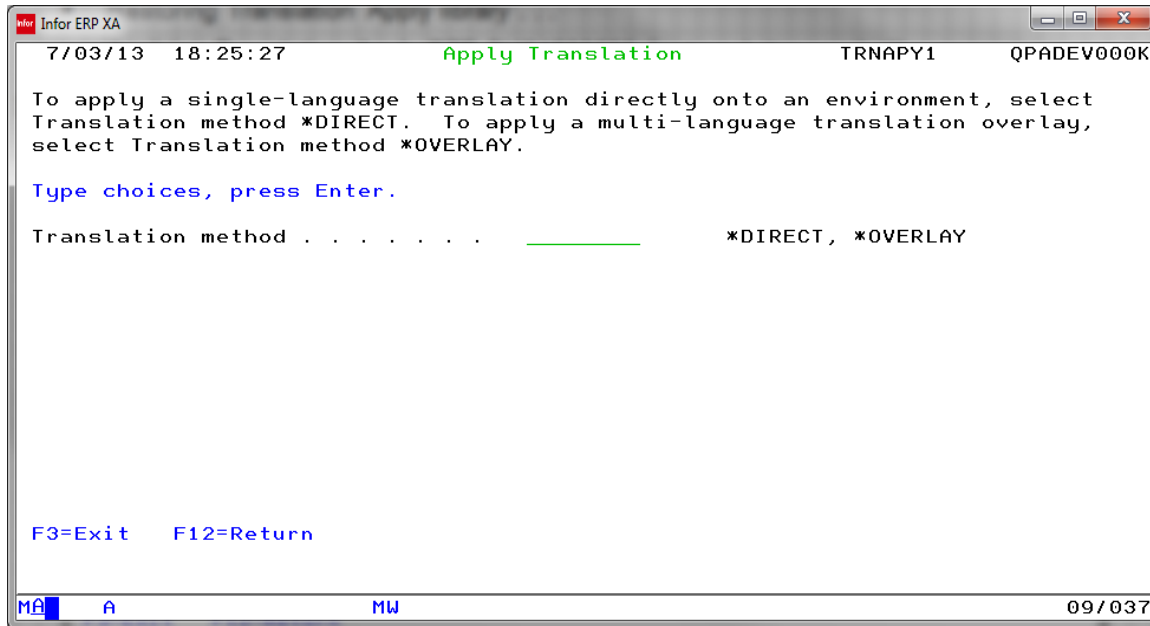 infor Infor ERP XA
7/03/13 18:25:27 Apply Translation TRNAPY1 QPADEV000K
To apply a single-language translation directly onto an environment, select
Translation method *DIRECT. To apply a multi-language translation overlay,
select Translation method *OVERLAY.
Type choices, press Enter.
Translation method . . . . . . . *DIRECT, *OVERLAY
F3=Exit F12=Return
MA A MW 09/037